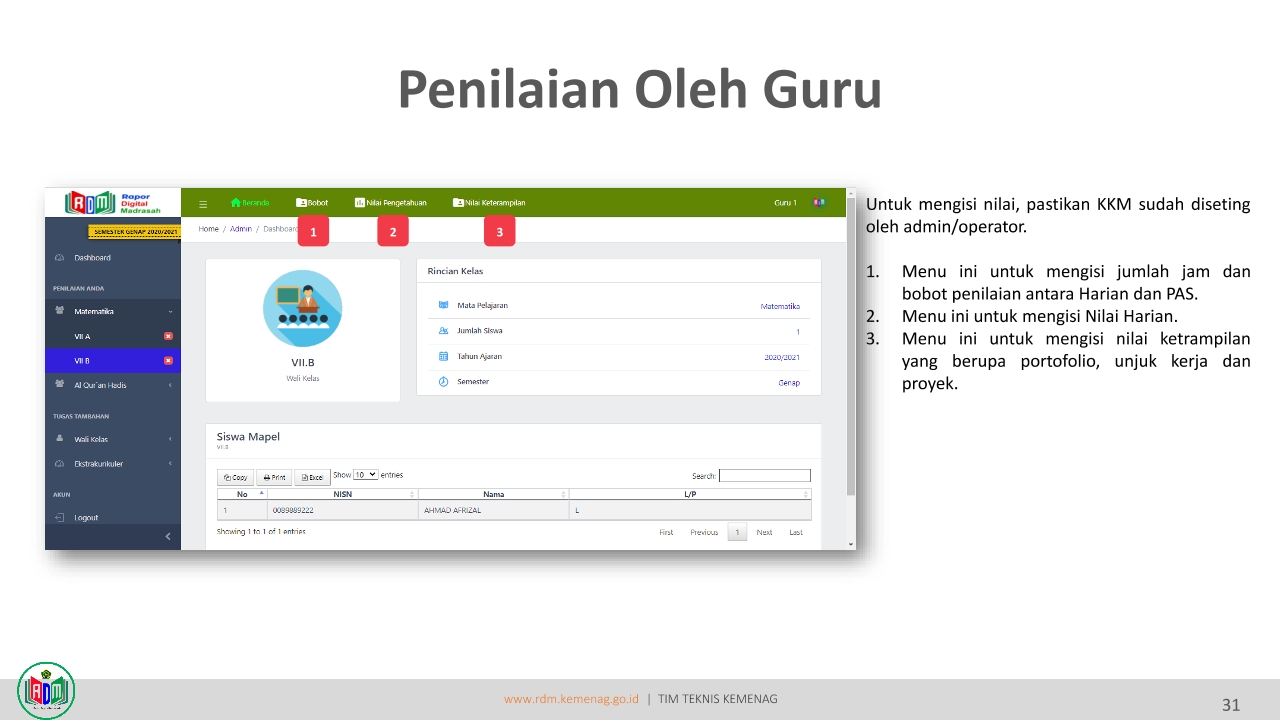 Penilaian Oleh Guru
RDM Rapor Digital Madrasah
Beranda
Bobot
Nilai Pengetahuan
Nilai Keterampilan
Guru 1
SEMESTER GENAP 2020/2021
Home / Admin / Dashboard
1
2
3
Dashboard
PENILAIAN ANDA
Matematika
VII A
VII B
Al Qur`an Hadis
TUGAS TAMBAHAN
Wali Kelas
Ekstrakurikuler
AKUN
Logout
VII.B
Wali Kelas
Rincian Kelas
Mata Pelajaran Matematika
Jumlah Siswa 1
Tahun Ajaran 2020/2021
Semester Genap
Siswa Mapel
VII.B
Copy Print Excel Show 10 entries Search:
No NISN Nama L/P
1 0089889222 AHMAD AFRIZAL L
Showing 1 to 1 of 1 entries First Previous 1 Next Last
Untuk mengisi nilai, pastikan KKM sudah diseting
oleh admin/operator.
1. Menu ini untuk mengisi jumlah jam dan
bobot penilaian antara Harian dan PAS.
2. Menu ini untuk mengisi Nilai Harian.
3. Menu ini untuk mengisi nilai ketrampilan
yang berupa portofolio, unjuk kerja dan
proyek.
RDM
www.rdm.kemenag.go.id | TIM TEKNIS KEMENAG
31